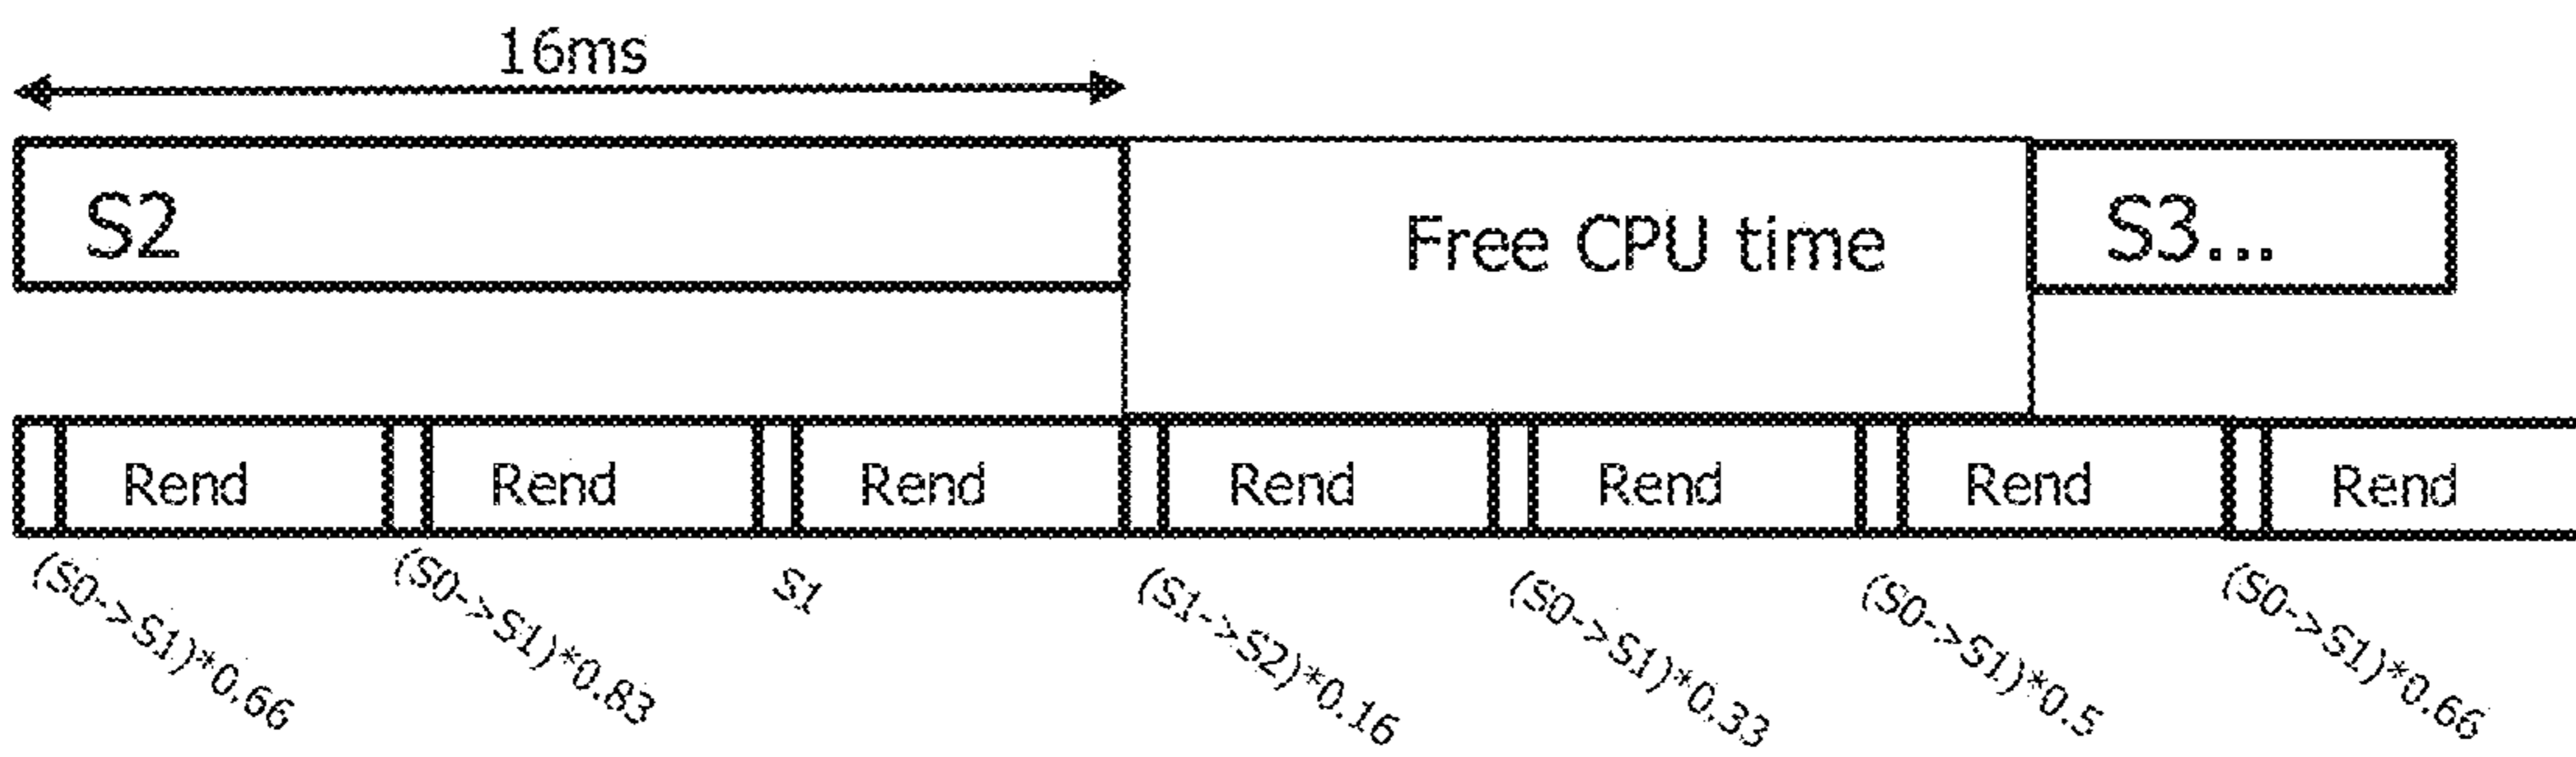 16ms
S2
Free CPU time
S3...
Rend
Rend
Rend
Rend
Rend
Rend
Rend
(S0->S1)*0.66
(S0->S1)*0.83
S1
(S1->S2)*0.16
(S0->S1)*0.33
(S0->S1)*0.5
(S0->S1)*0.66